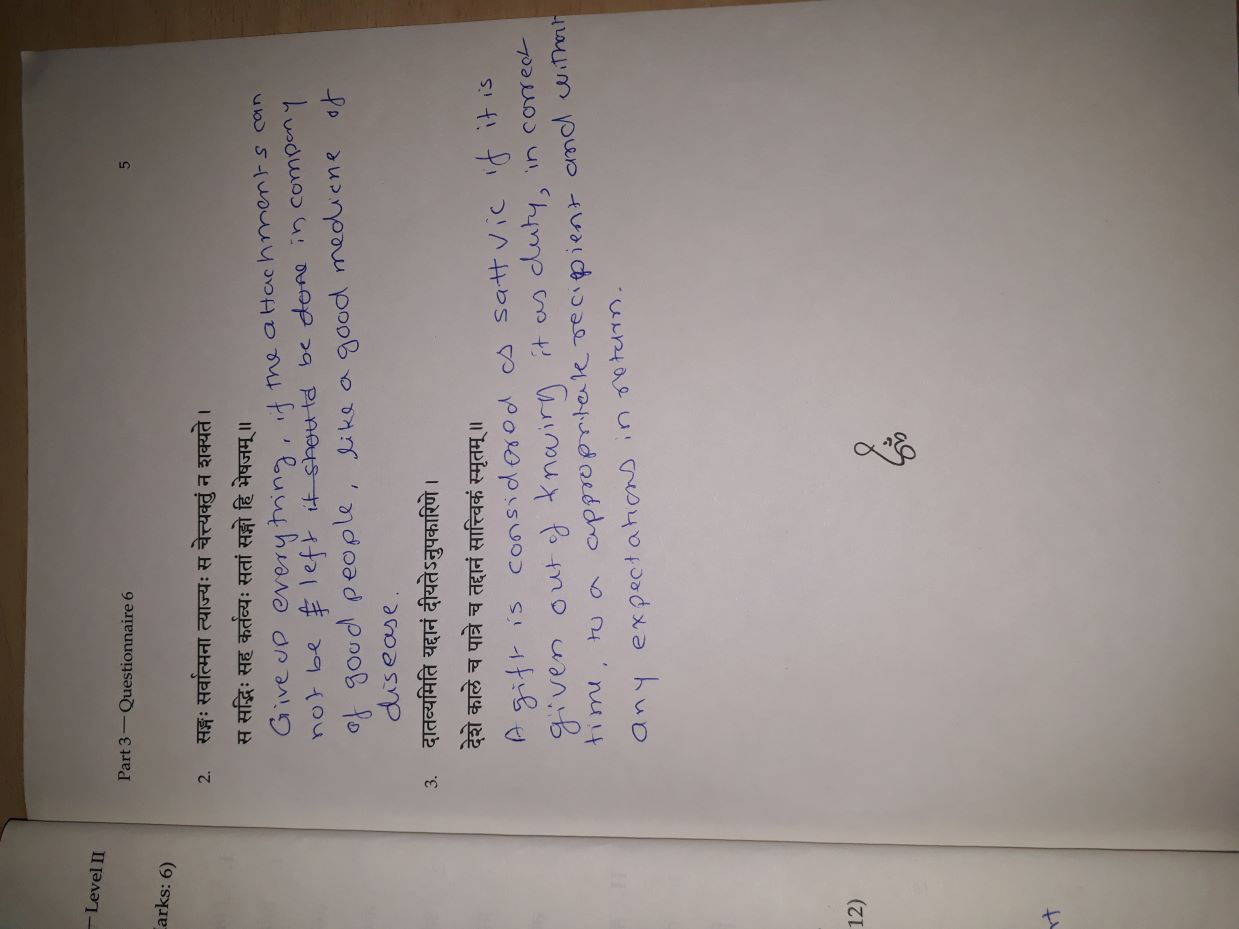 —Level II
Part 3—Questionnaire 6
5
arks: 6)
2. सङ्गः सर्वात्मना त्याज्यः स चेत्त्यक्तुं न शक्यते।
स सद्भिः सह कर्तव्यः सतां सङ्गो हि भेषजम्॥
Give up everything, if the attachments can
not be left it should be done in company
of good people, like a good medicne of
disease.
3. दातव्यमिति यद्दानं दीयतेऽनुपकारिणे।
देशे काले च पात्रे च तद्दानं सात्त्विकं स्मृतम्॥
A gift is considered as sattvic if it is
given out of knowing it as duty, in correct
time, to a appropritate recipient and without
any expectations in return.
12)
ॐ